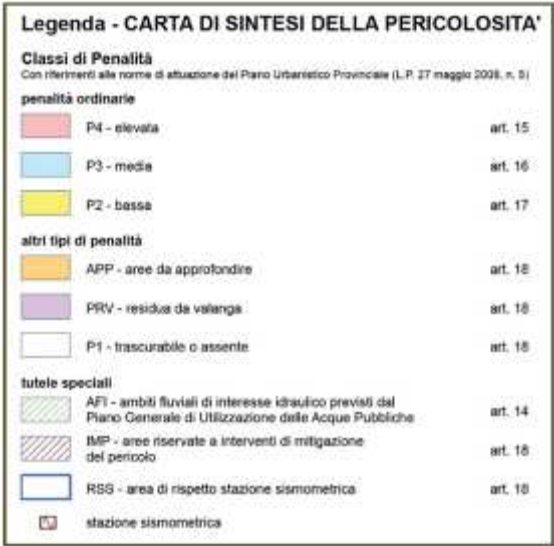 Legenda - CARTA DI SINTESI DELLA PERICOLOSITA'
Classi di Penalità
Con riferimenti alle norme di attuazione del Piano Urbanistico Provinciale (L.P. 27 maggio 2008, n. 5)
penalità ordinarie
P4 - elevata art. 15
P3 - media art. 16
P2 - bassa art. 17
altri tipi di penalità
APP - aree da approfondire art. 18
PRV - residua da valanga art. 18
P1 - trascurabile o assente art. 18
tutele speciali
AFI - ambiti fluviali di interesse idraulico previsti dal
Piano Generale di Utilizzazione delle Acque Pubbliche art. 14
IMP - aree riservate a interventi di mitigazione
del pericolo art. 18
RSS - area di rispetto stazione sismometrica art. 18
stazione sismometrica